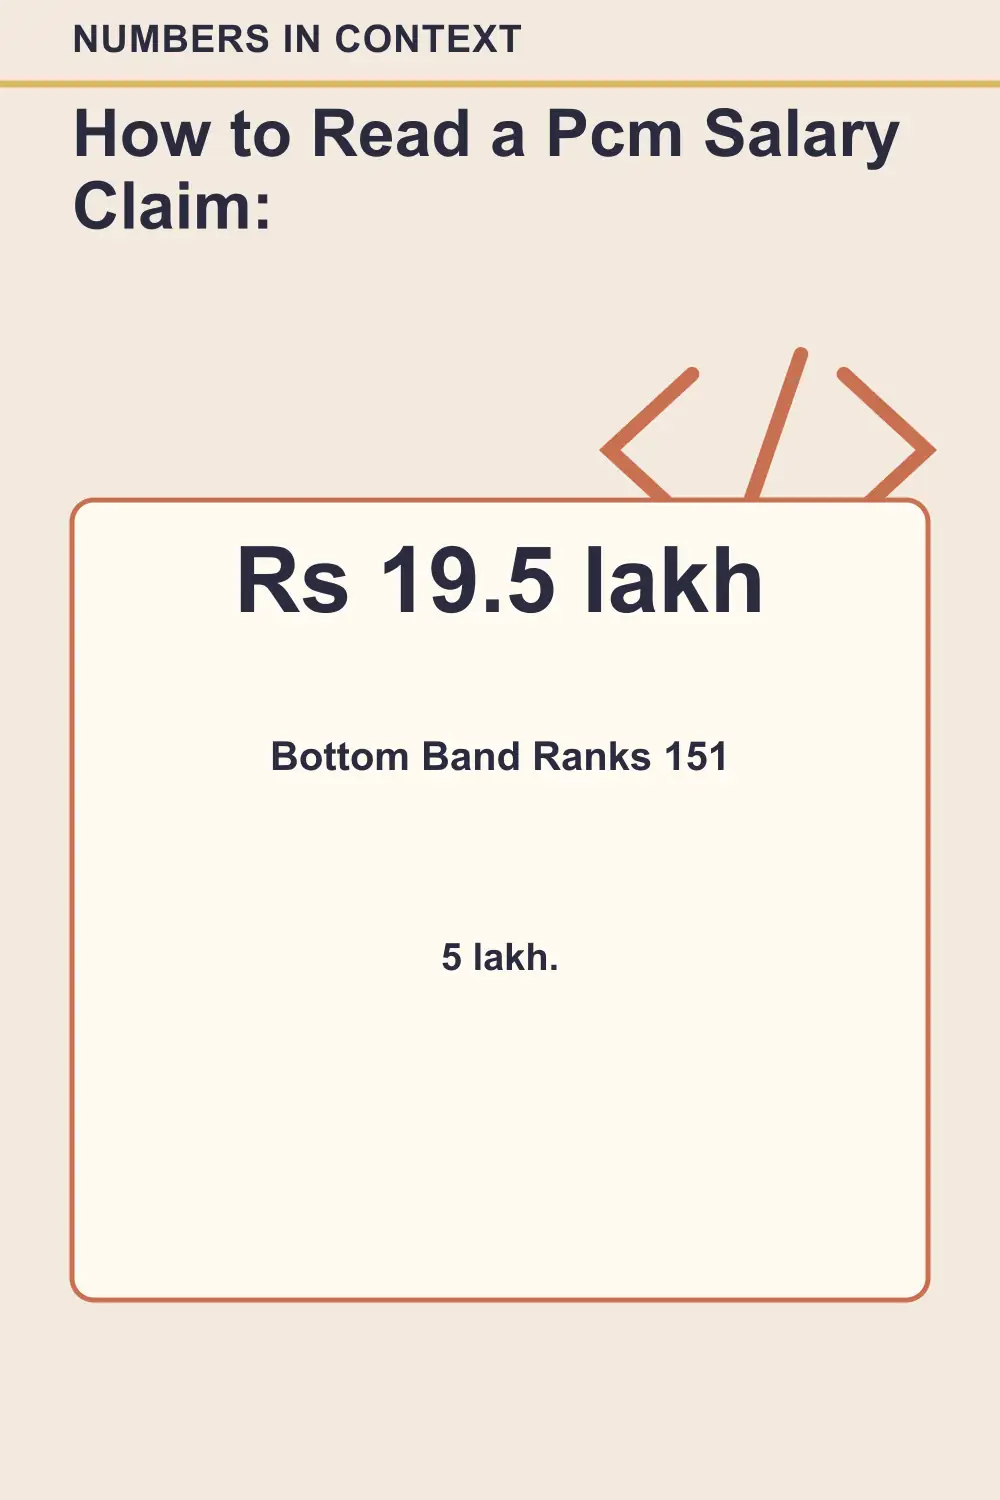 NUMBERS IN CONTEXT
How to Read a Pcm Salary
Claim:
Rs 19.5 lakh
Bottom Band Ranks 151
5 lakh.